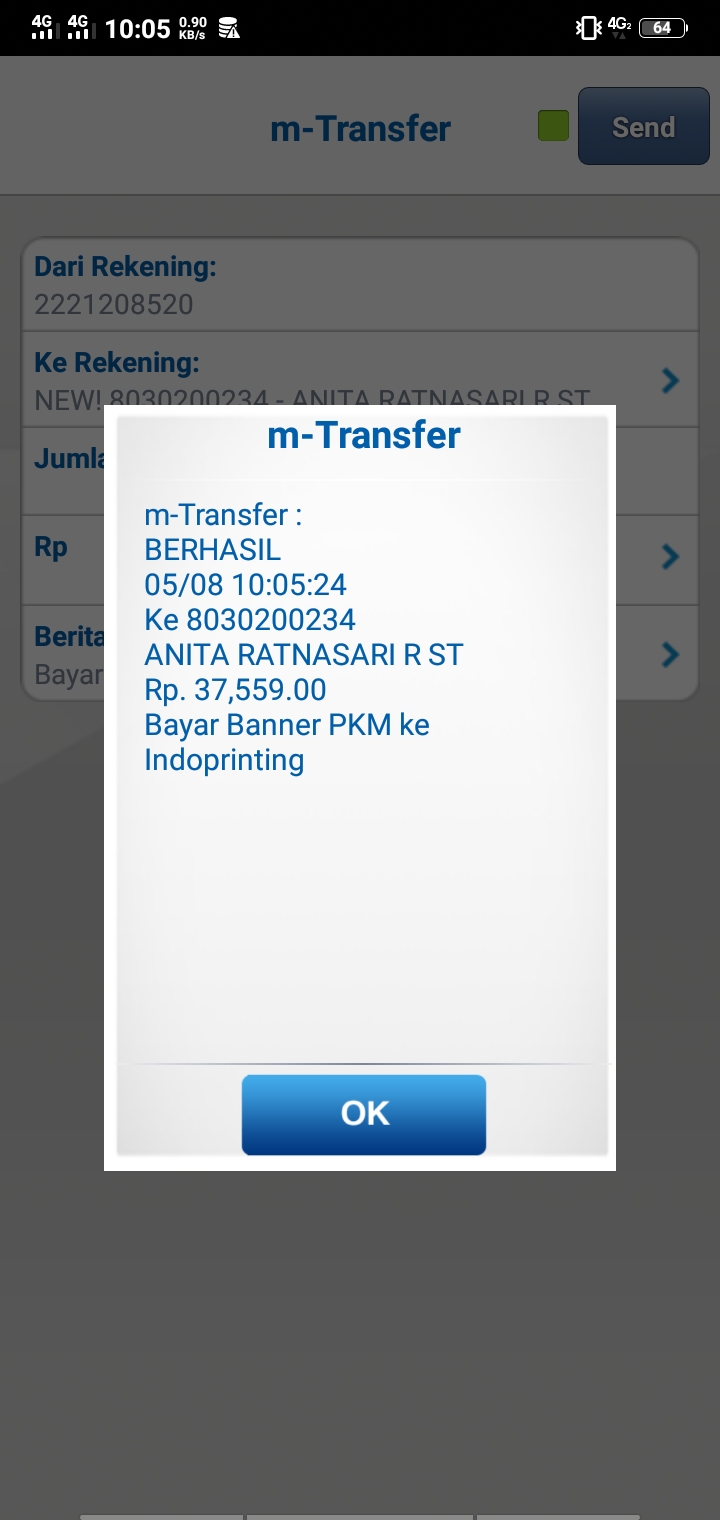 4G 4G 10:05 0.90 KB/s 4G2 64
m-Transfer
Send
Dari Rekening:
2221208520
Ke Rekening:
NEW! 8030200234 - ANITA RATNASARI R ST
Rp
Bayar
m-Transfer
m-Transfer :
BERHASIL
05/08 10:05:24
Ke 8030200234
ANITA RATNASARI R ST
Rp. 37,559.00
Bayar Banner PKM ke
Indoprinting
OK